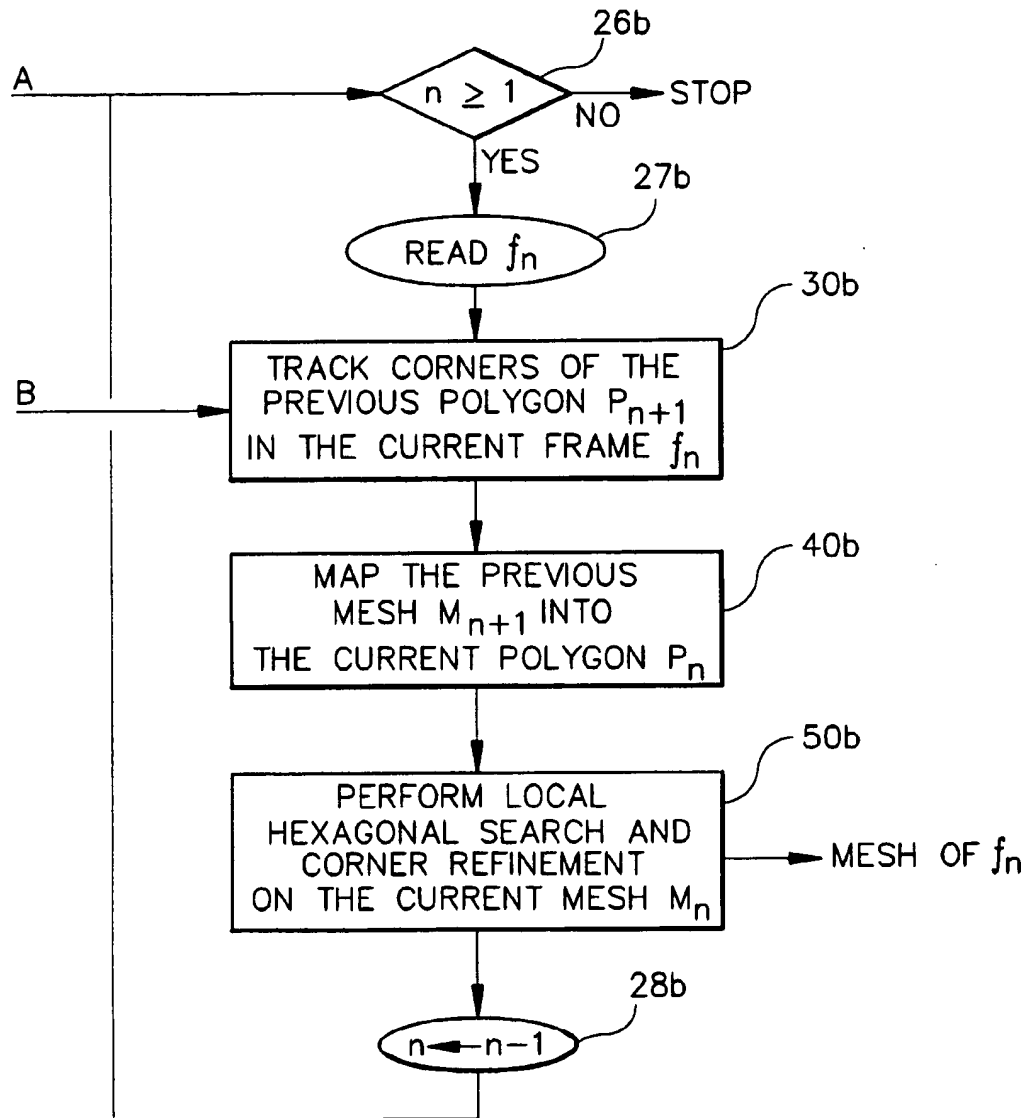 26b
A
n ≥ 1
NO
STOP
YES
27b
READ fn
30b
B
TRACK CORNERS OF THE
PREVIOUS POLYGON Pn+1
IN THE CURRENT FRAME fn
40b
MAP THE PREVIOUS
MESH Mn+1 INTO
THE CURRENT POLYGON Pn
50b
PERFORM LOCAL
HEXAGONAL SEARCH AND
CORNER REFINEMENT
ON THE CURRENT MESH Mn
MESH OF fn
28b
n←n-1